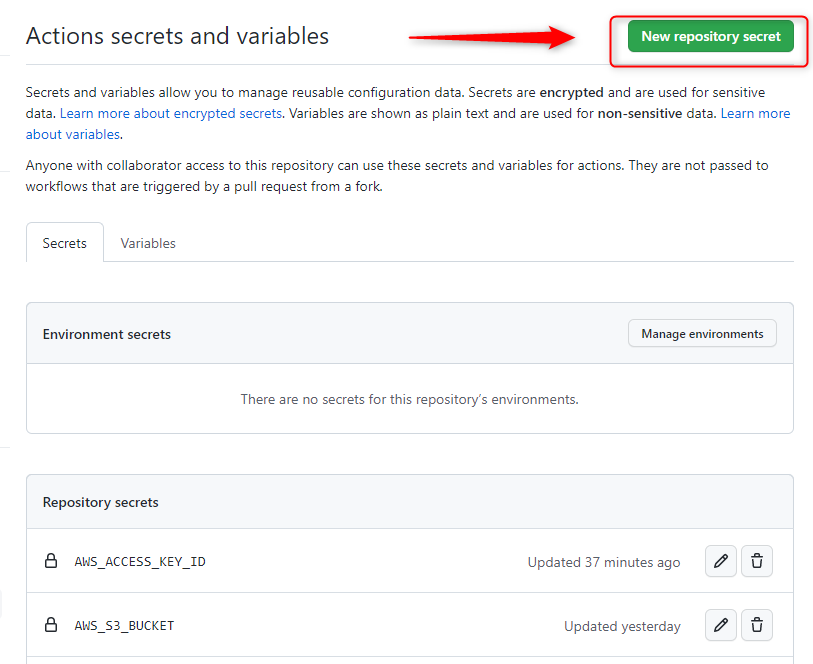 Actions secrets and variables
New repository secret
Secrets and variables allow you to manage reusable configuration data. Secrets are encrypted and are used for sensitive
data. Learn more about encrypted secrets. Variables are shown as plain text and are used for non-sensitive data. Learn more
about variables.
Anyone with collaborator access to this repository can use these secrets and variables for actions. They are not passed to
workflows that are triggered by a pull request from a fork.
Secrets
Variables
Environment secrets
Manage environments
There are no secrets for this repository’s environments.
Repository secrets
AWS_ACCESS_KEY_ID
Updated 37 minutes ago
AWS_S3_BUCKET
Updated yesterday